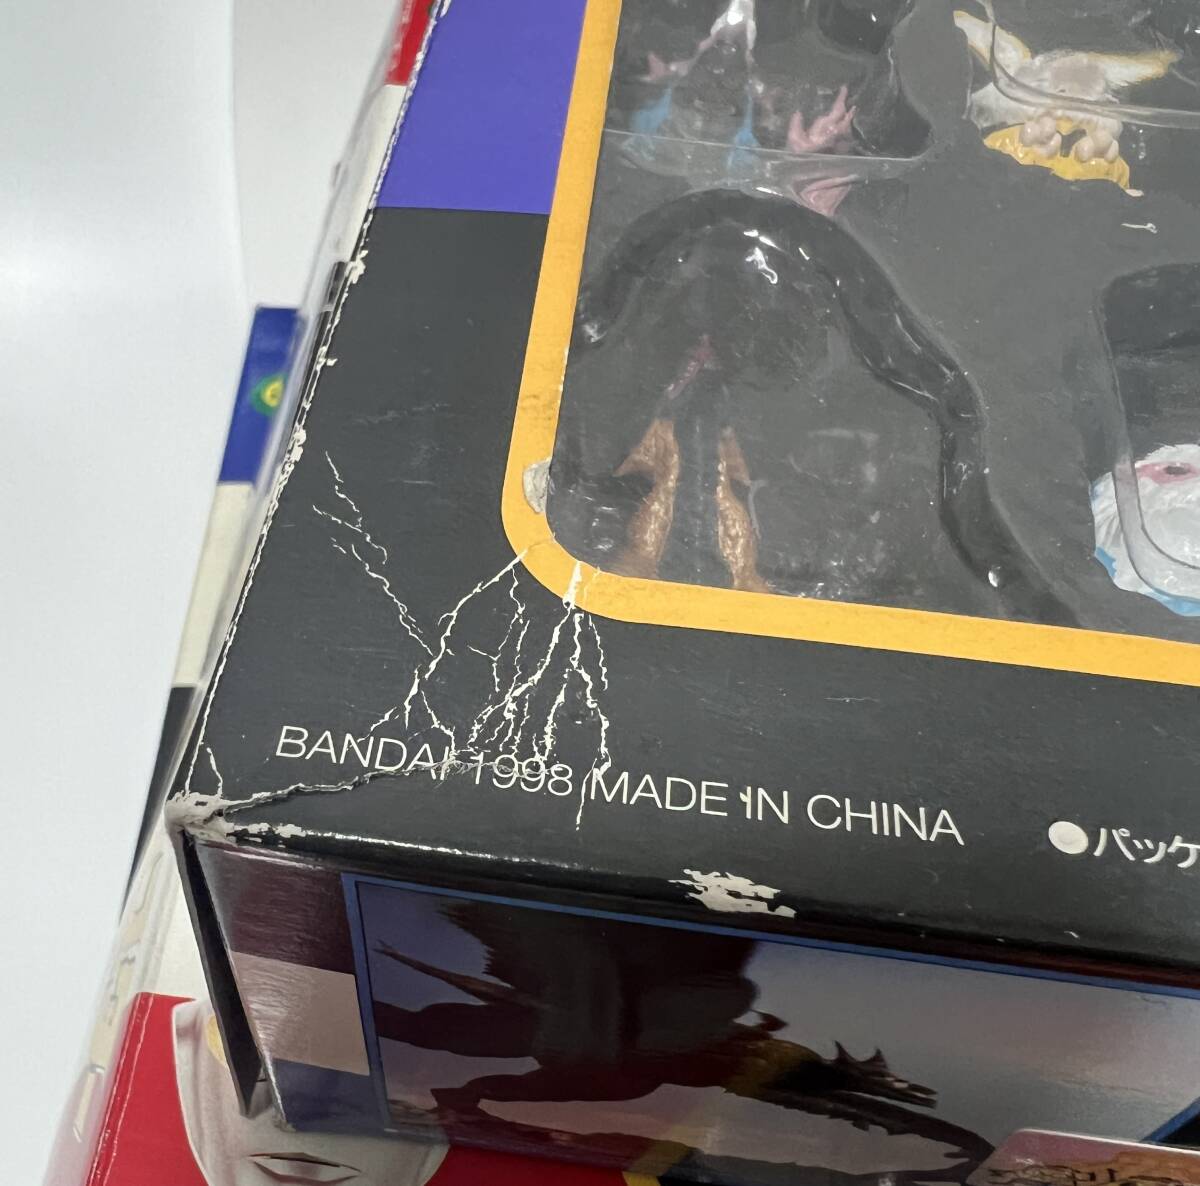 BANDAI 1998 MADE IN CHINA
●パッケ